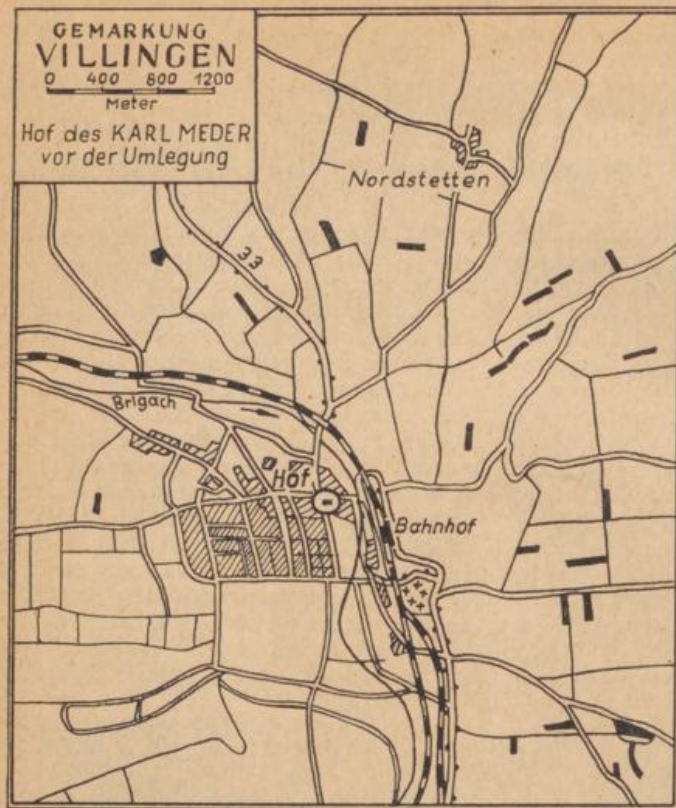 GEMARKUNG
VILLINGEN
0 400 800 1200
Meter
Hof des KARL MEDER
vor der Umlegung
Nordstetten
33
Brigach
Hof
Bahnhof